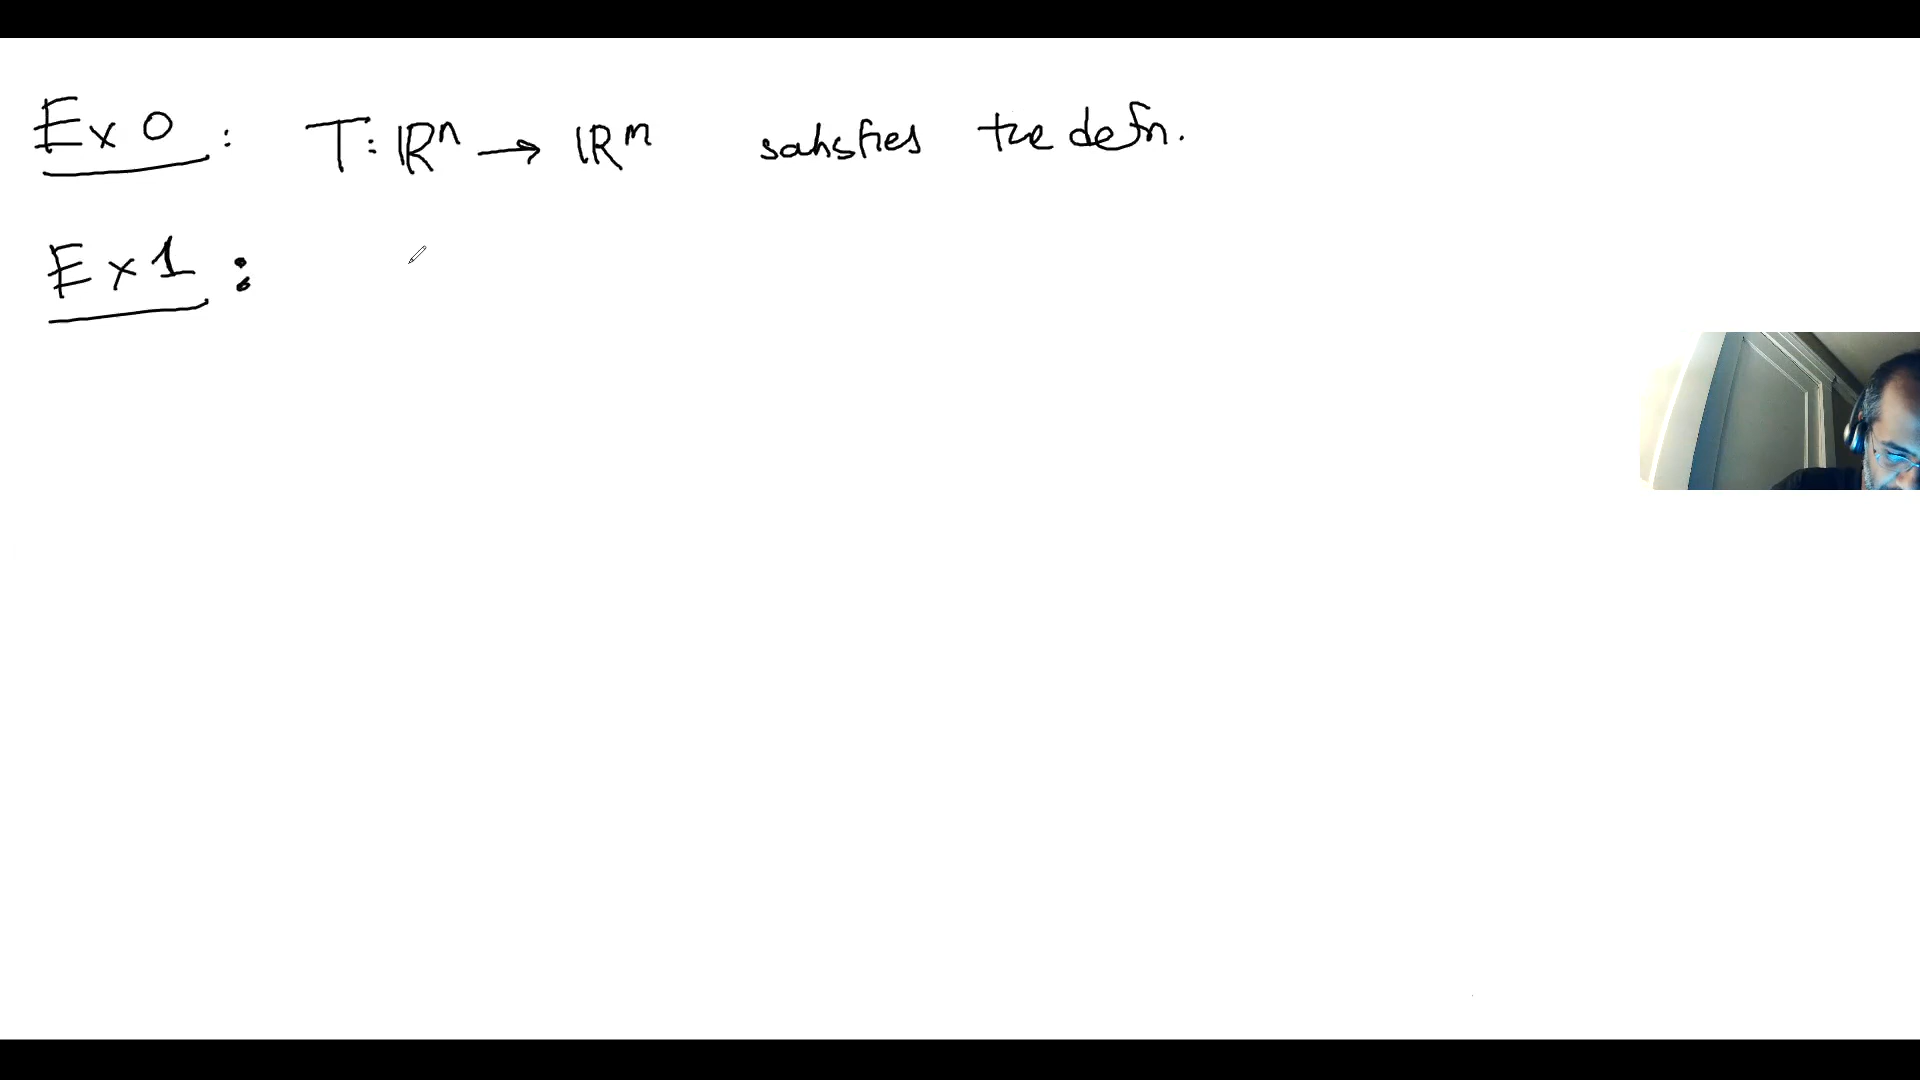 Ex 0 : T: ℝⁿ → ℝᵐ satisfies the defn.
Ex 1 :